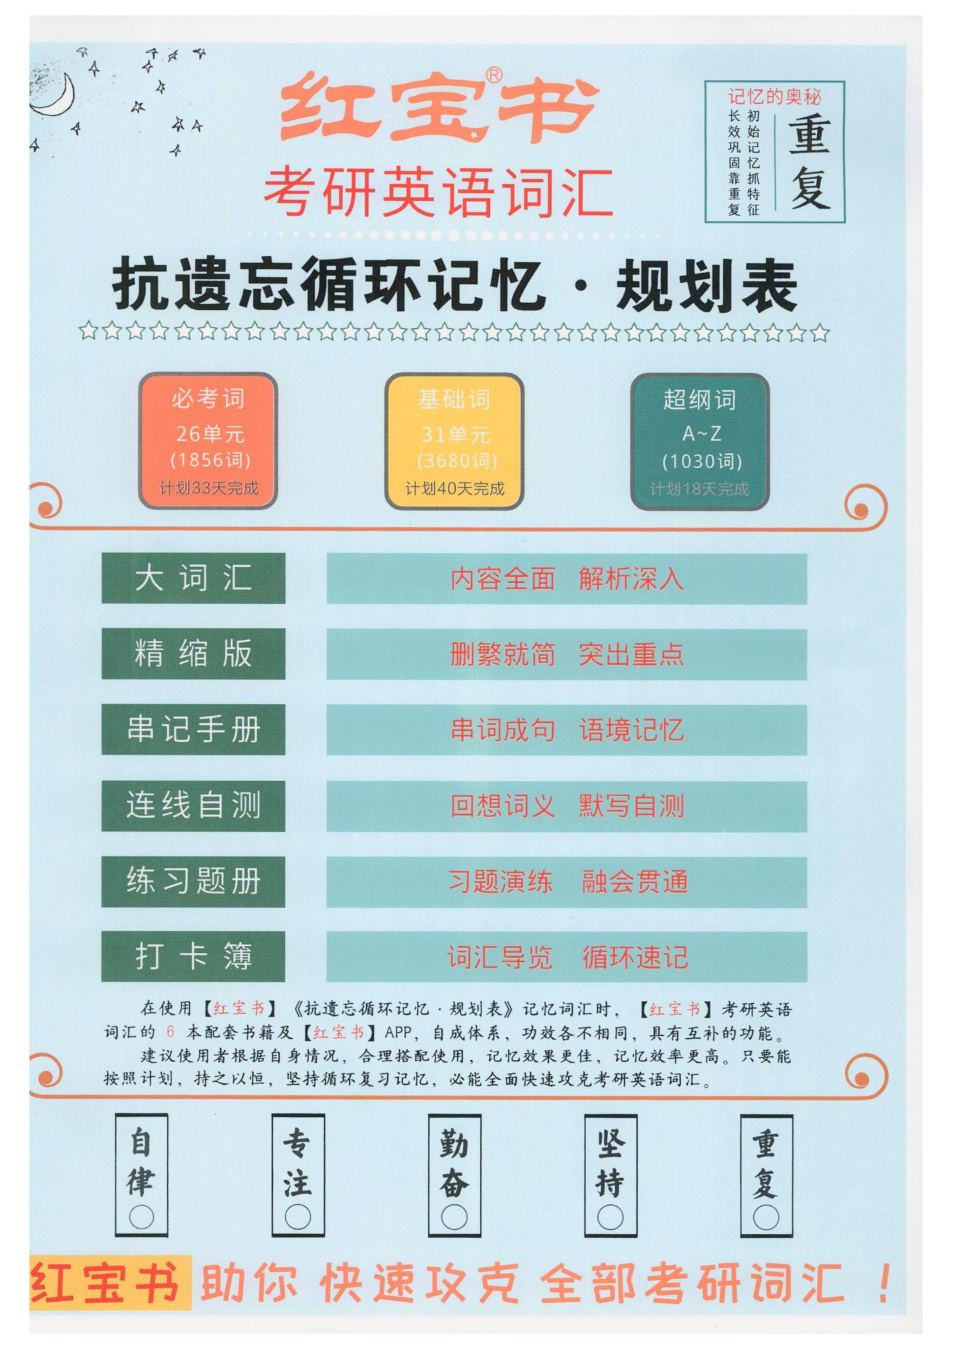 红宝书®
考研英语词汇
记忆的奥秘
初始记忆抓特征
长效巩固靠重复
重复
抗遗忘循环记忆·规划表
必考词
26单元
(1856词)
计划33天完成
基础词
31单元
(3680词)
计划40天完成
超纲词
A~Z
(1030词)
计划18天完成
大词汇 内容全面 解析深入
精缩版 删繁就简 突出重点
串记手册 串词成句 语境记忆
连线自测 回想词义 默写自测
练习题册 习题演练 融会贯通
打卡簿 词汇导览 循环速记
在使用【红宝书】《抗遗忘循环记忆·规划表》记忆词汇时，【红宝书】考研英语
词汇的 6 本配套书籍及【红宝书】APP，自成体系，功效各不相同，具有互补的功能。
建议使用者根据自身情况，合理搭配使用，记忆效果更佳，记忆效率更高。只要能
按照计划，持之以恒，坚持循环复习记忆，必能全面快速攻克考研英语词汇。
自律
专注
勤奋
坚持
重复
红宝书 助你 快速攻克 全部考研词汇！